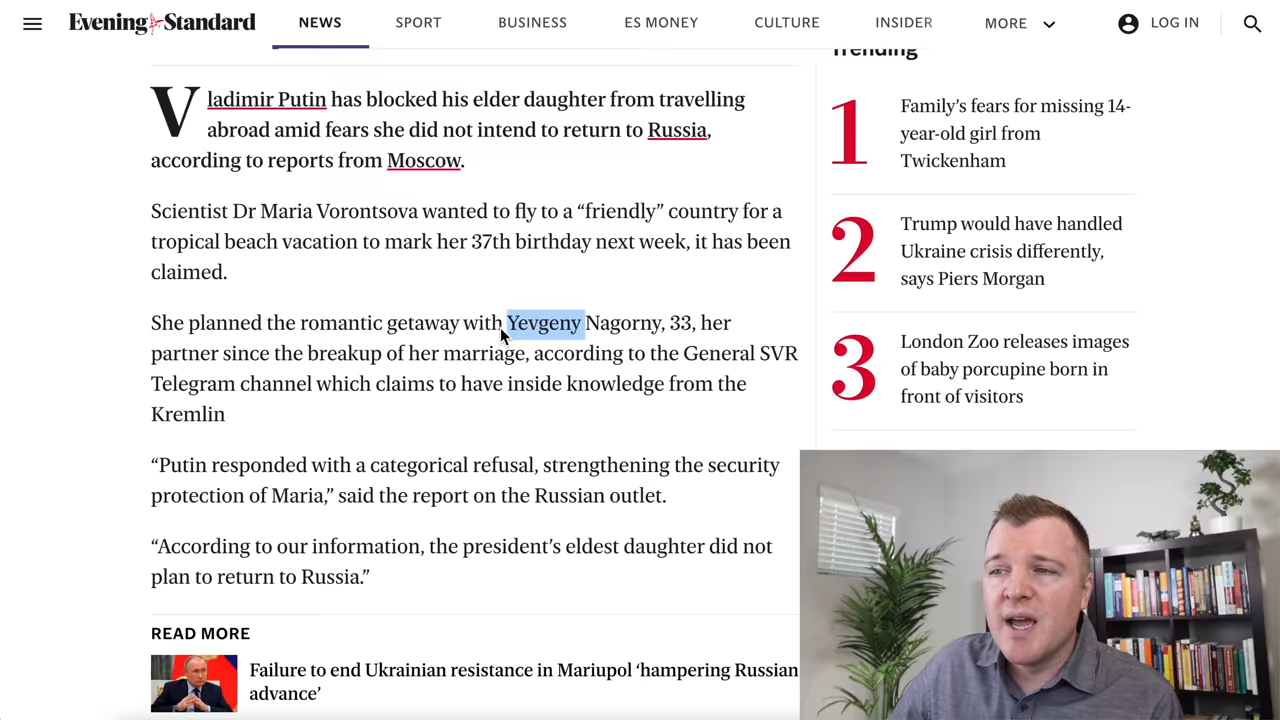 Evening Standard
NEWS
SPORT
BUSINESS
ES MONEY
CULTURE
INSIDER
MORE
LOG IN
Vladimir Putin has blocked his elder daughter from travelling
abroad amid fears she did not intend to return to Russia,
according to reports from Moscow.
Scientist Dr Maria Vorontsova wanted to fly to a “friendly” country for a
tropical beach vacation to mark her 37th birthday next week, it has been
claimed.
She planned the romantic getaway with Yevgeny Nagorny, 33, her
partner since the breakup of her marriage, according to the General SVR
Telegram channel which claims to have inside knowledge from the
Kremlin
“Putin responded with a categorical refusal, strengthening the security
protection of Maria,” said the report on the Russian outlet.
“According to our information, the president’s eldest daughter did not
plan to return to Russia.”
READ MORE
Failure to end Ukrainian resistance in Mariupol ‘hampering Russian
advance’
Trending
1
Family’s fears for missing 14-
year-old girl from
Twickenham
2
Trump would have handled
Ukraine crisis differently,
says Piers Morgan
3
London Zoo releases images
of baby porcupine born in
front of visitors